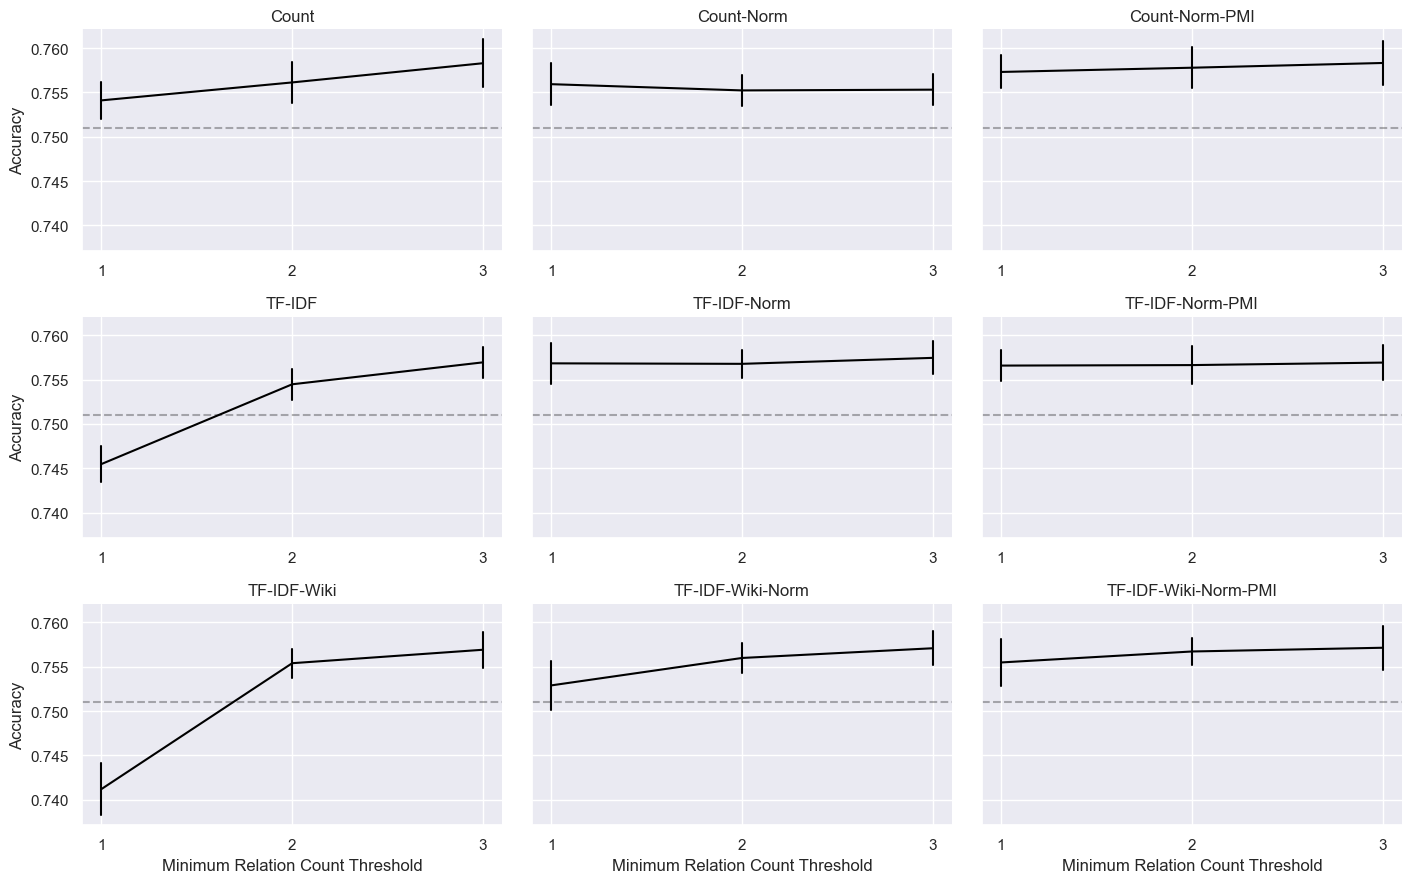 Count
Count-Norm
Count-Norm-PMI
0.760
0.755
0.750
0.745
0.740
Accuracy
1 2 3
1 2 3
1 2 3
TF-IDF
TF-IDF-Norm
TF-IDF-Norm-PMI
0.760
0.755
0.750
0.745
0.740
Accuracy
1 2 3
1 2 3
1 2 3
TF-IDF-Wiki
TF-IDF-Wiki-Norm
TF-IDF-Wiki-Norm-PMI
0.760
0.755
0.750
0.745
0.740
Accuracy
1 2 3
1 2 3
1 2 3
Minimum Relation Count Threshold
Minimum Relation Count Threshold
Minimum Relation Count Threshold